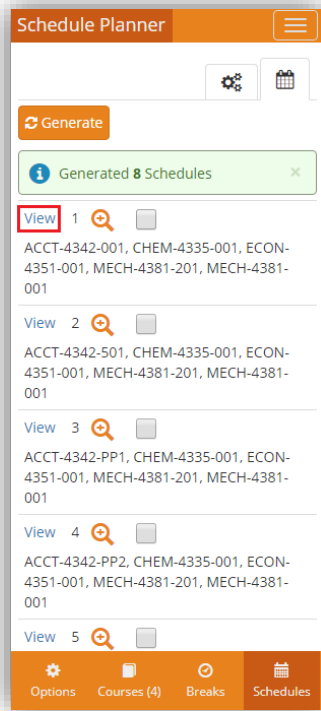 Schedule Planner
Generate
Generated 8 Schedules ×
View 1
ACCT-4342-001, CHEM-4335-001, ECON-
4351-001, MECH-4381-201, MECH-4381-
001
View 2
ACCT-4342-501, CHEM-4335-001, ECON-
4351-001, MECH-4381-201, MECH-4381-
001
View 3
ACCT-4342-PP1, CHEM-4335-001, ECON-
4351-001, MECH-4381-201, MECH-4381-
001
View 4
ACCT-4342-PP2, CHEM-4335-001, ECON-
4351-001, MECH-4381-201, MECH-4381-
001
View 5
Options Courses (4) Breaks Schedules